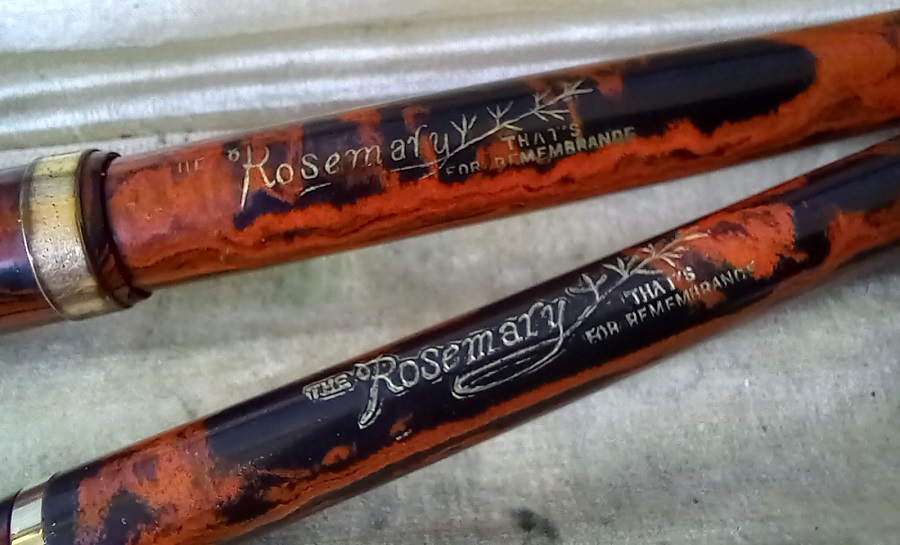 THE Rosemary
THAT'S
FOR REMEMBRANCE
THE Rosemary
THAT'S
FOR REMEMBRANCE